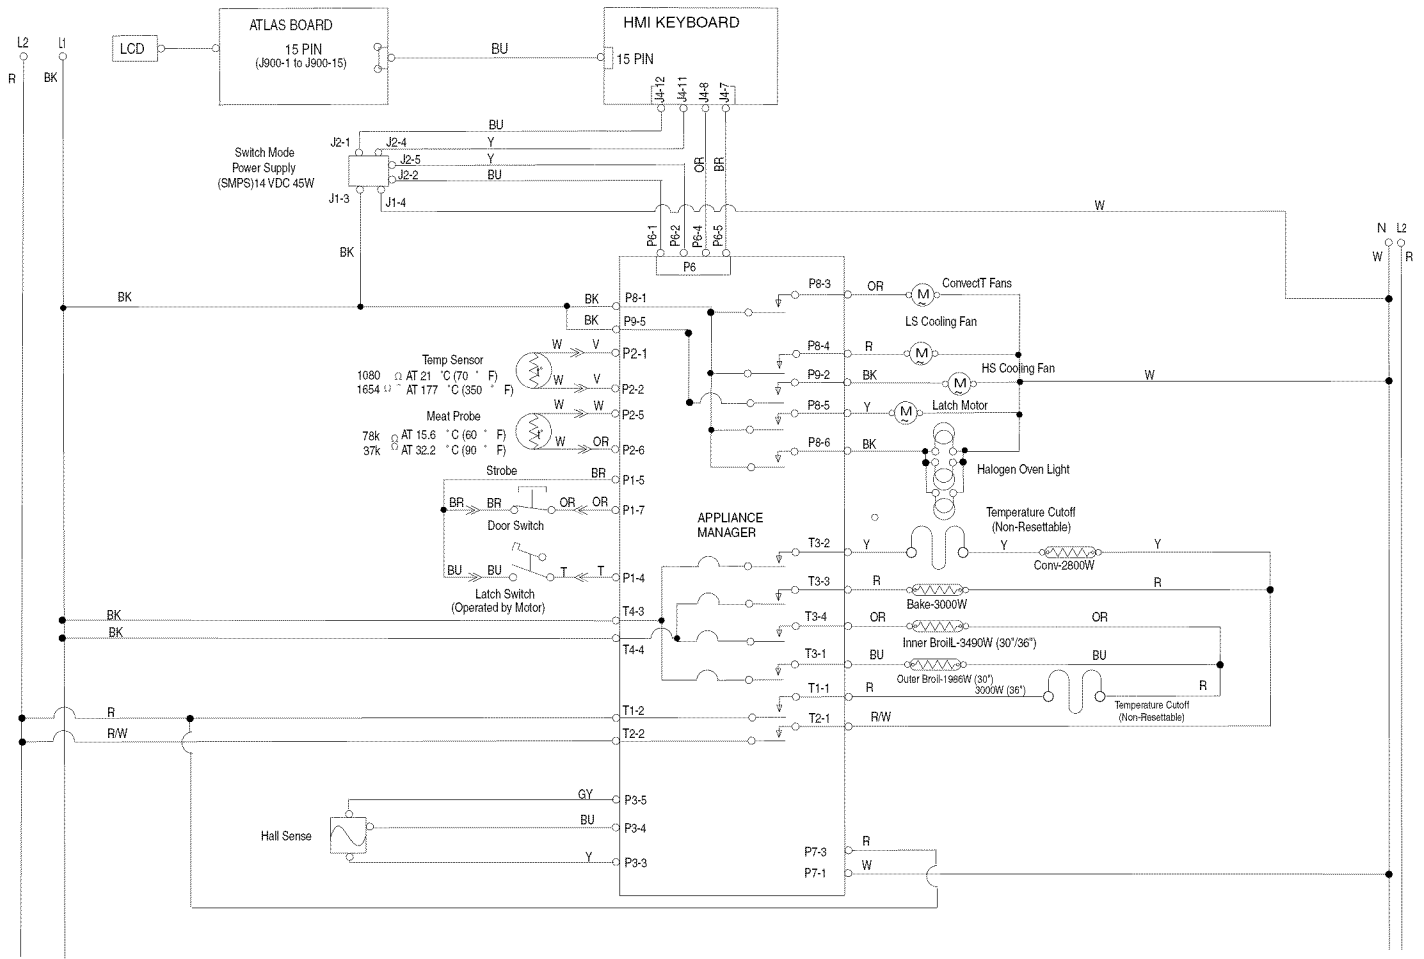 L2
L1
R
BK
LCD
ATLAS BOARD
15 PIN
(J900-1 to J900-15)
BU
HMI KEYBOARD
15 PIN
J4-12
J4-11
J4-8
J4-7
BU
J2-1
J2-4
Y
Switch Mode
Power Supply
(SMPS)14 VDC 45W
J2-5
Y
J2-2
BU
OR
BR
J1-3
J1-4
W
N
L2
W
R
BK
P6-1
P6-2
P6-4
P6-5
P6
BK
BK
P8-1
BK
P9-5
P8-3
OR
M
~
ConvectT Fans
LS Cooling Fan
Temp Sensor
1080 Ω AT 21 °C (70 ° F)
1654 Ω AT 177 °C (350 ° F)
W
V
P2-1
t°
W
V
P2-2
P8-4
R
M
~
HS Cooling Fan
P9-2
BK
M
~
W
Meat Probe
78k Ω AT 15.6 °C (60 ° F)
37k Ω AT 32.2 °C (90 ° F)
W
W
P2-5
t°
W
OR
P2-6
P8-5
Y
M
~
Latch Motor
P8-6
BK
Halogen Oven Light
Strobe
BR
P1-5
BR
BR
OR
OR
P1-7
Door Switch
APPLIANCE
MANAGER
Temperature Cutoff
(Non-Resettable)
BU
BU
T
T
P1-4
Latch Switch
(Operated by Motor)
T3-2
Y
Y
Y
Conv-2800W
T3-3
R
R
Bake-3000W
BK
T4-3
BK
T4-4
T3-4
OR
OR
Inner BroilL-3490W (30"/36")
T3-1
BU
BU
Outer Broil-1986W (30")
3000W (36")
T1-1
R
R
Temperature Cutoff
(Non-Resettable)
R
T1-2
R/W
T2-2
T2-1
R/W
Hall Sense
GY
P3-5
BU
P3-4
Y
P3-3
P7-3
R
P7-1
W